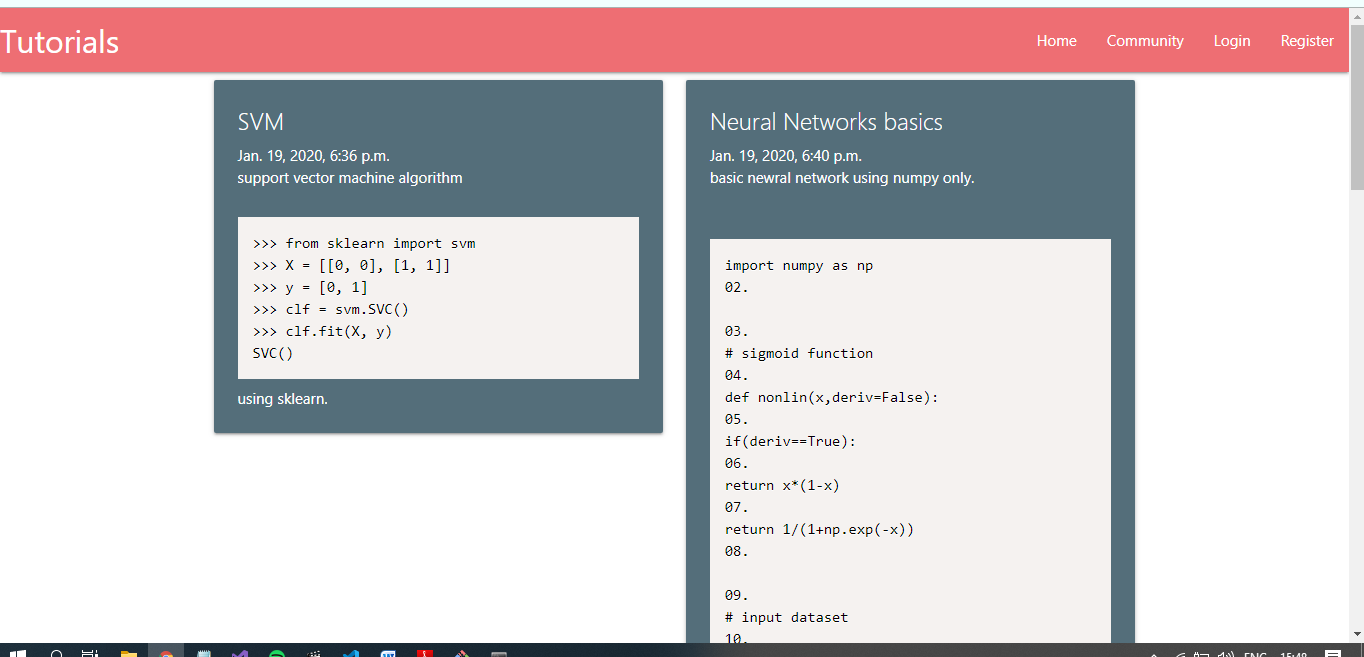 Tutorials
Home Community Login Register
SVM
Jan. 19, 2020, 6:36 p.m.
support vector machine algorithm
>>> from sklearn import svm
>>> X = [[0, 0], [1, 1]]
>>> y = [0, 1]
>>> clf = svm.SVC()
>>> clf.fit(X, y)
SVC()
using sklearn.
Neural Networks basics
Jan. 19, 2020, 6:40 p.m.
basic newral network using numpy only.
import numpy as np
02.
03.
# sigmoid function
04.
def nonlin(x,deriv=False):
05.
if(deriv==True):
06.
return x*(1-x)
07.
return 1/(1+np.exp(-x))
08.
09.
# input dataset
10.
ENG 15:48